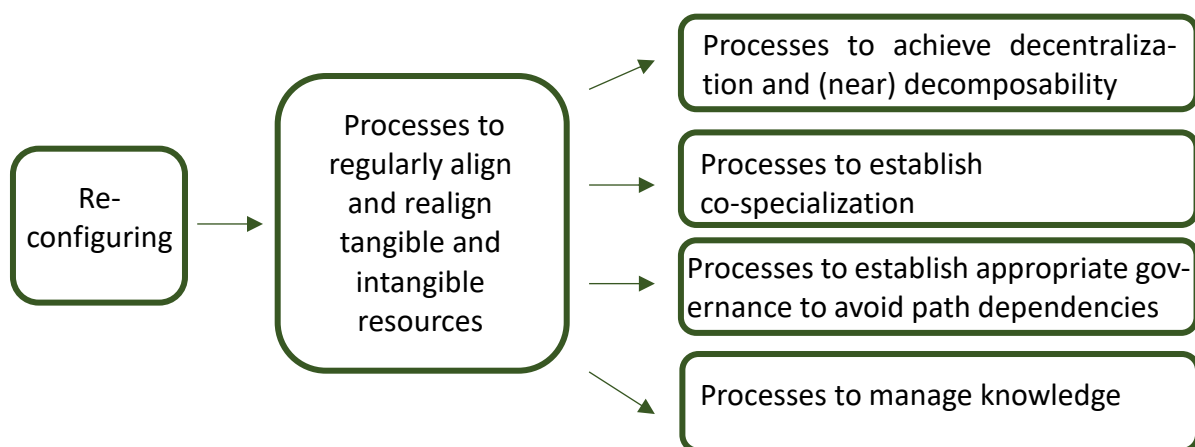 Re-
configuring
Processes to
regularly align
and realign
tangible and
intangible
resources
Processes to achieve decentraliza-
tion and (near) decomposability
Processes to establish
co-specialization
Processes to establish appropriate gov-
ernance to avoid path dependencies
Processes to manage knowledge